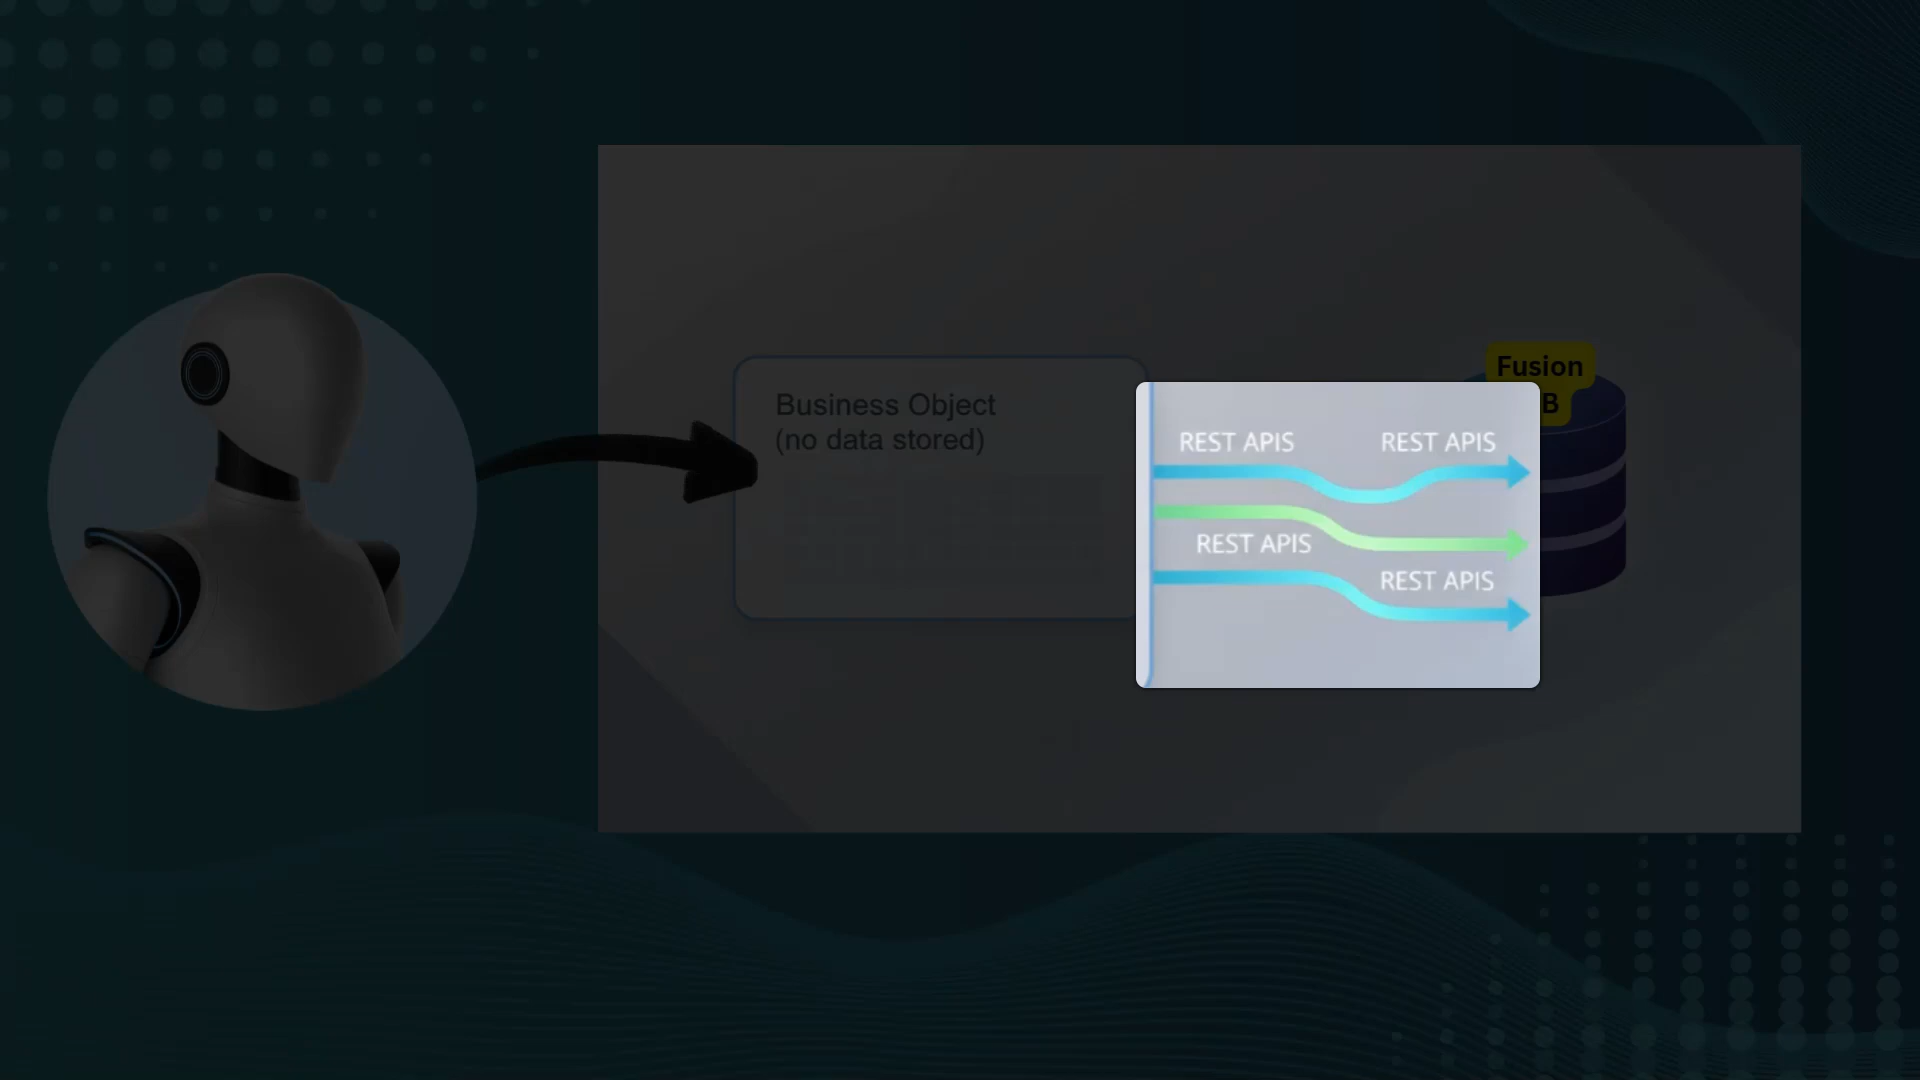 Business Object
(no data stored)
Fusion
B
REST APIS
REST APIS
REST APIS
REST APIS